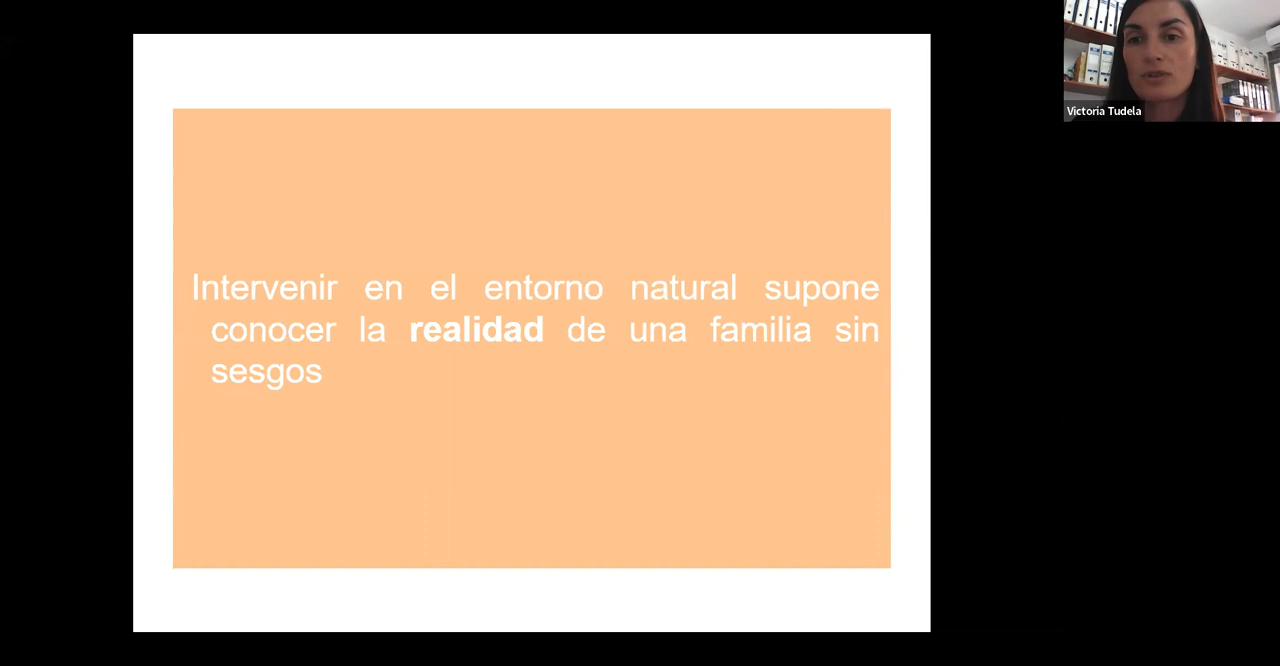 Intervenir en el entorno natural supone
conocer la realidad de una familia sin
sesgos
Victoria Tudela